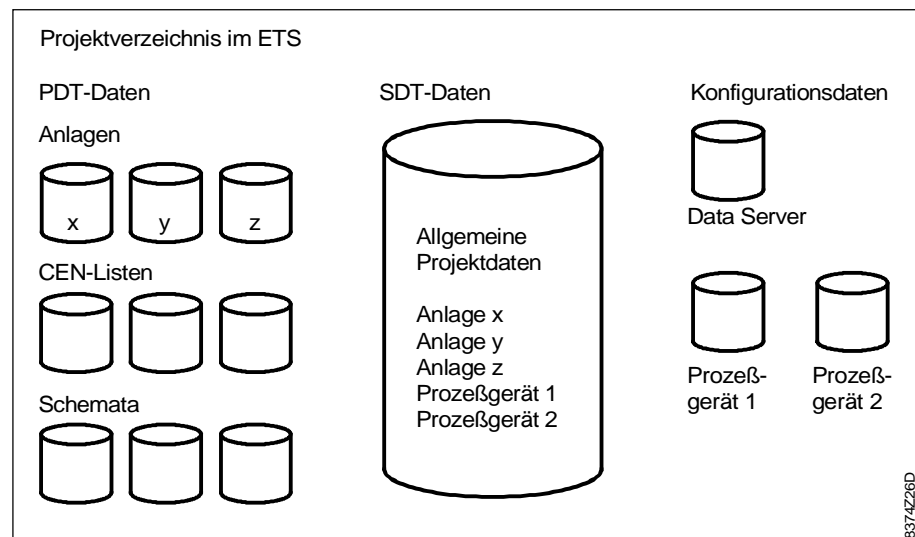 Projektverzeichnis im ETS
PDT-Daten
Anlagen
x
y
z
CEN-Listen
Schemata
SDT-Daten
Allgemeine
Projektdaten
Anlage x
Anlage y
Anlage z
Prozeßgerät 1
Prozeßgerät 2
Konfigurationsdaten
Data Server
Prozeß-
gerät 1
Prozeß-
gerät 2
8374Z26D